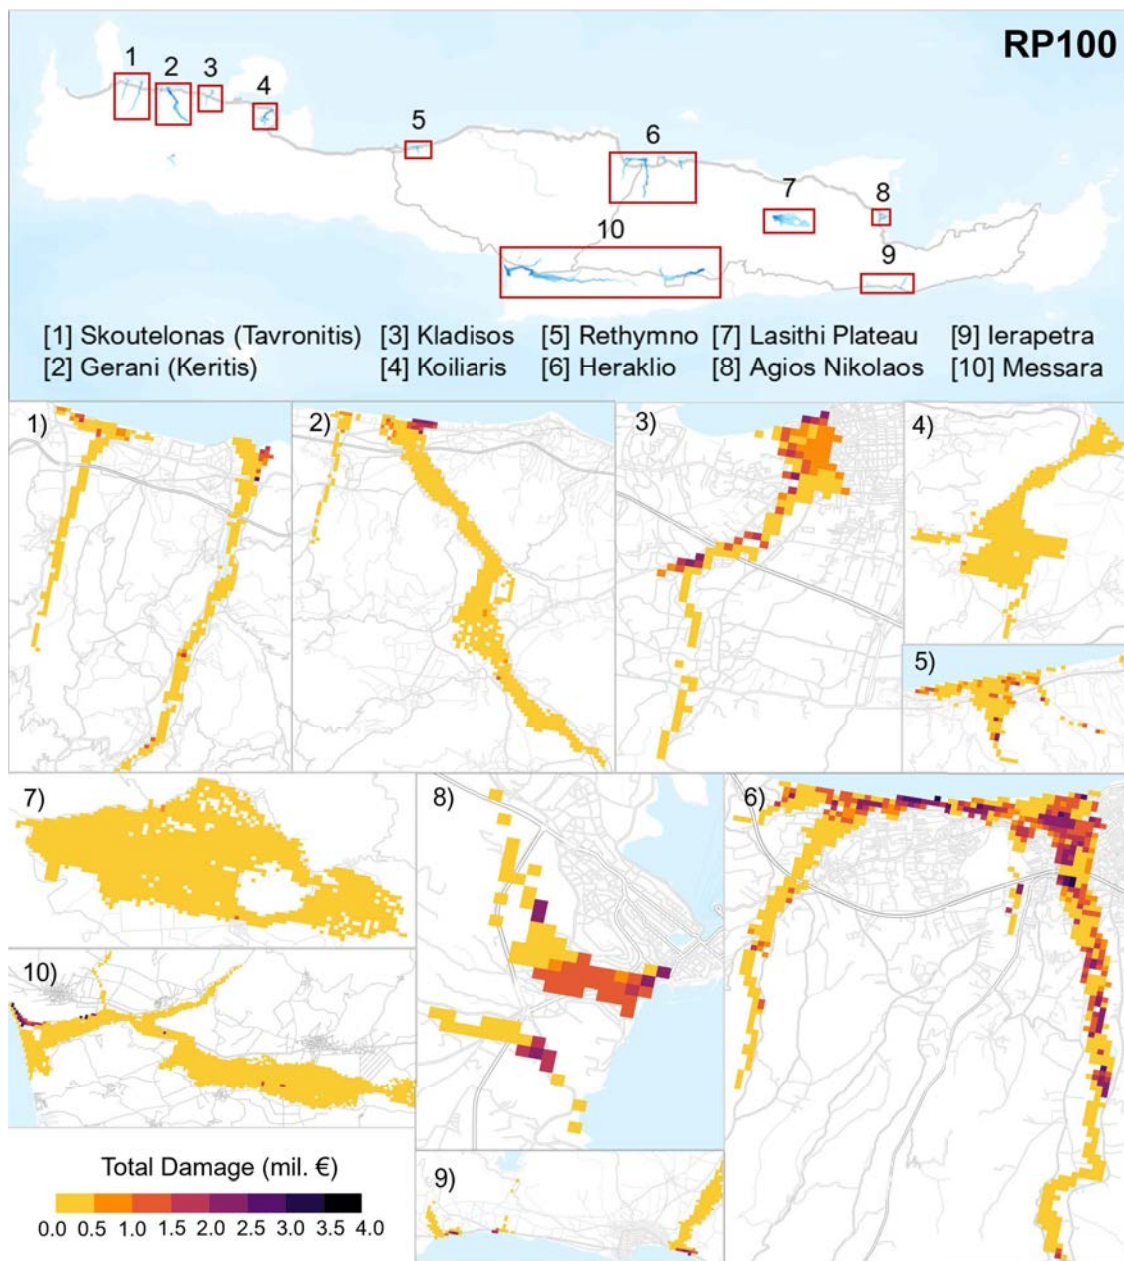 RP100
1 2 3 4 5 6 7 8 9 10
[1] Skoutelonas (Tavronitis) [3] Kladisos [5] Rethymno [7] Lasithi Plateau [9] Ierapetra
[2] Gerani (Keritis) [4] Koiliaris [6] Heraklio [8] Agios Nikolaos [10] Messara
1) 2) 3) 4)
5)
7) 8) 6)
10)
9)
Total Damage (mil. €)
0.0 0.5 1.0 1.5 2.0 2.5 3.0 3.5 4.0